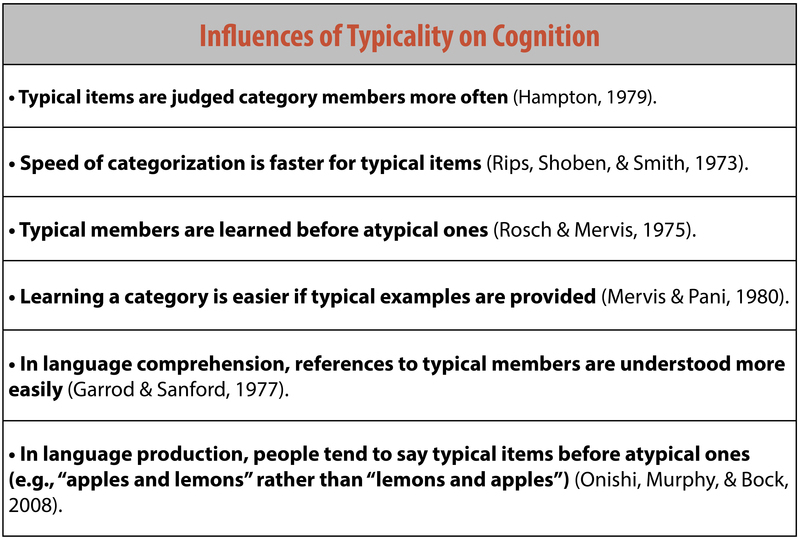 Influences of Typicality on Cognition
• Typical items are judged category members more often (Hampton, 1979).
• Speed of categorization is faster for typical items (Rips, Shoben, & Smith, 1973).
• Typical members are learned before atypical ones (Rosch & Mervis, 1975).
• Learning a category is easier if typical examples are provided (Mervis & Pani, 1980).
• In language comprehension, references to typical members are understood more
easily (Garrod & Sanford, 1977).
• In language production, people tend to say typical items before atypical ones
(e.g., “apples and lemons” rather than “lemons and apples”) (Onishi, Murphy, & Bock,
2008).